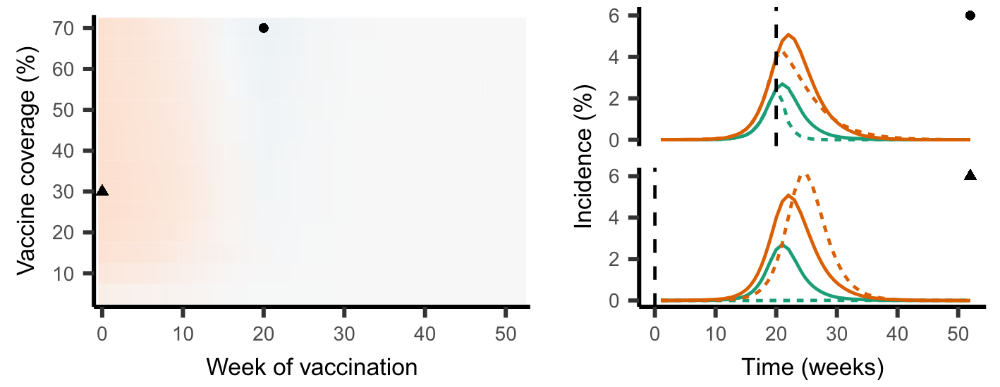 Vaccine coverage (%)
70
60
50
40
30
20
10
0 10 20 30 40 50
Week of vaccination
Incidence (%)
6
4
2
0
6
4
2
0
0 10 20 30 40 50
Time (weeks)